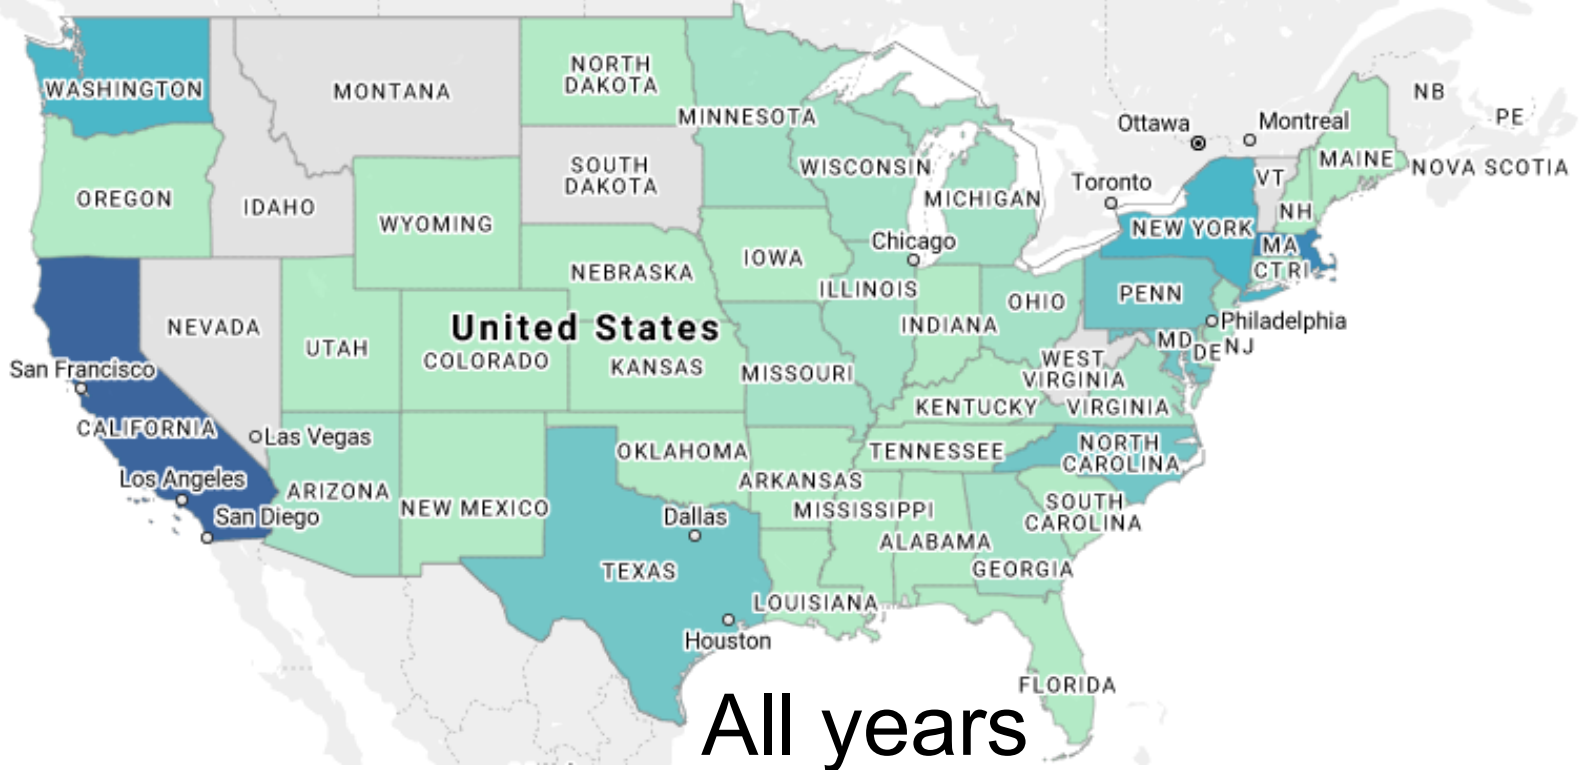 NORTH
DAKOTA
WASHINGTON
MONTANA
NB
PE
MINNESOTA
Ottawa
Montreal
WISCONSIN
SOUTH
DAKOTA
MAINE
NOVA SCOTIA
VT
Toronto
OREGON
IDAHO
MICHIGAN
NH
WYOMING
NEW YORK
Chicago
MA
IOWA
NEBRASKA
CT RI
ILLINOIS
OHIO
PENN
NEVADA
United States
INDIANA
Philadelphia
UTAH
COLORADO
KANSAS
MD
DE
NJ
San Francisco
MISSOURI
WEST
VIRGINIA
KENTUCKY
VIRGINIA
CALIFORNIA
Las Vegas
OKLAHOMA
TENNESSEE
NORTH
CAROLINA
Los Angeles
ARIZONA
ARKANSAS
NEW MEXICO
San Diego
Dallas
MISSISSIPPI
SOUTH
CAROLINA
ALABAMA
TEXAS
GEORGIA
LOUISIANA
Houston
FLORIDA
All years